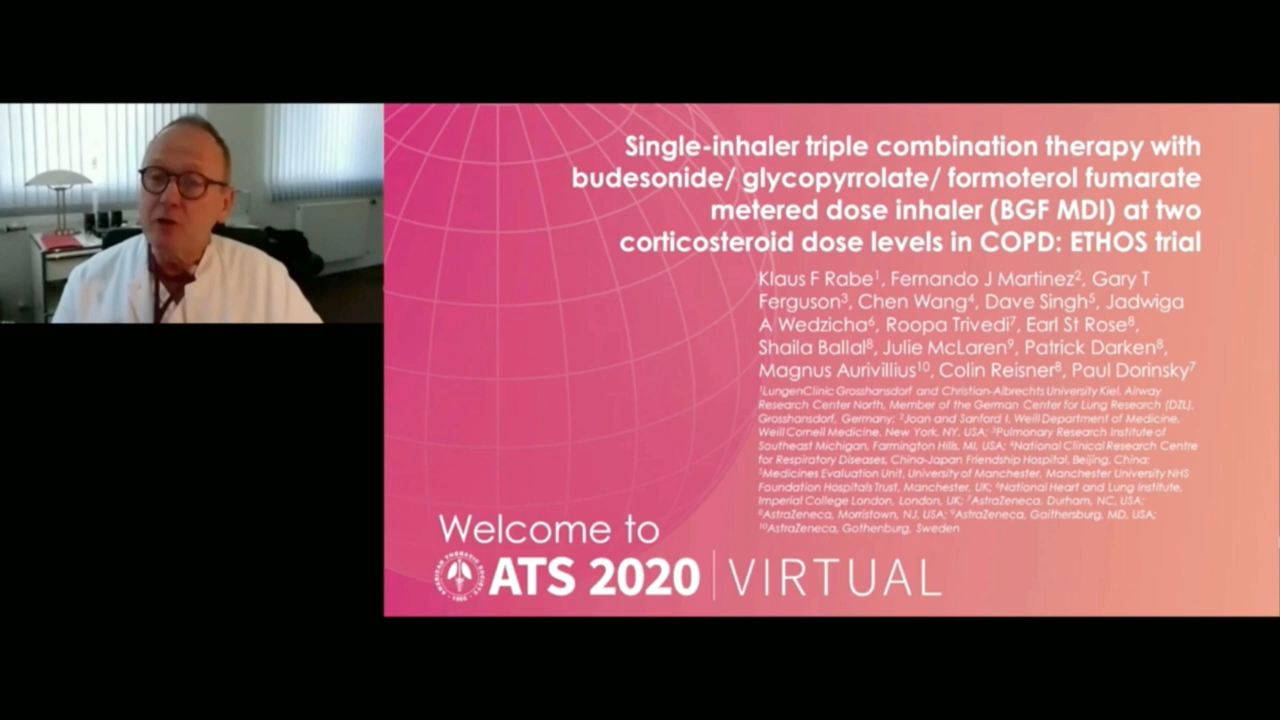 Single-inhaler triple combination therapy with
budesonide/ glycopyrrolate/ formoterol fumarate
metered dose inhaler (BGF MDI) at two
corticosteroid dose levels in COPD: ETHOS trial
Klaus F Rabe¹, Fernando J Martinez², Gary T
Ferguson³, Chen Wang⁴, Dave Singh⁵, Jadwiga
A Wedzicha⁶, Roopa Trivedi⁷, Earl St Rose⁸,
Shaila Ballal⁸, Julie McLaren⁹, Patrick Darken⁸,
Magnus Aurivillius¹⁰, Colin Reisner⁸, Paul Dorinsky⁷
¹LungenClinic Grosshansdorf and Christian-Albrechts University Kiel, Airway
Research Center North, Member of the German Center for Lung Research (DZL),
Grosshansdorf, Germany; ²Joan and Sanford I. Weill Department of Medicine,
Weill Cornell Medicine, New York, NY, USA; ³Pulmonary Research Institute of
Southeast Michigan, Farmington Hills, MI, USA; ⁴National Clinical Research Centre
for Respiratory Diseases, China-Japan Friendship Hospital, Beijing, China;
⁵Medicines Evaluation Unit, University of Manchester, Manchester University NHS
Foundation Hospitals Trust, Manchester, UK; ⁶National Heart and Lung Institute,
Imperial College London, London, UK; ⁷AstraZeneca, Durham, NC, USA;
⁸AstraZeneca, Morristown, NJ, USA; ⁹AstraZeneca, Gaithersburg, MD, USA;
¹⁰AstraZeneca, Gothenburg, Sweden
Welcome to
AMERICAN THORACIC SOCIETY
1905
ATS 2020 VIRTUAL